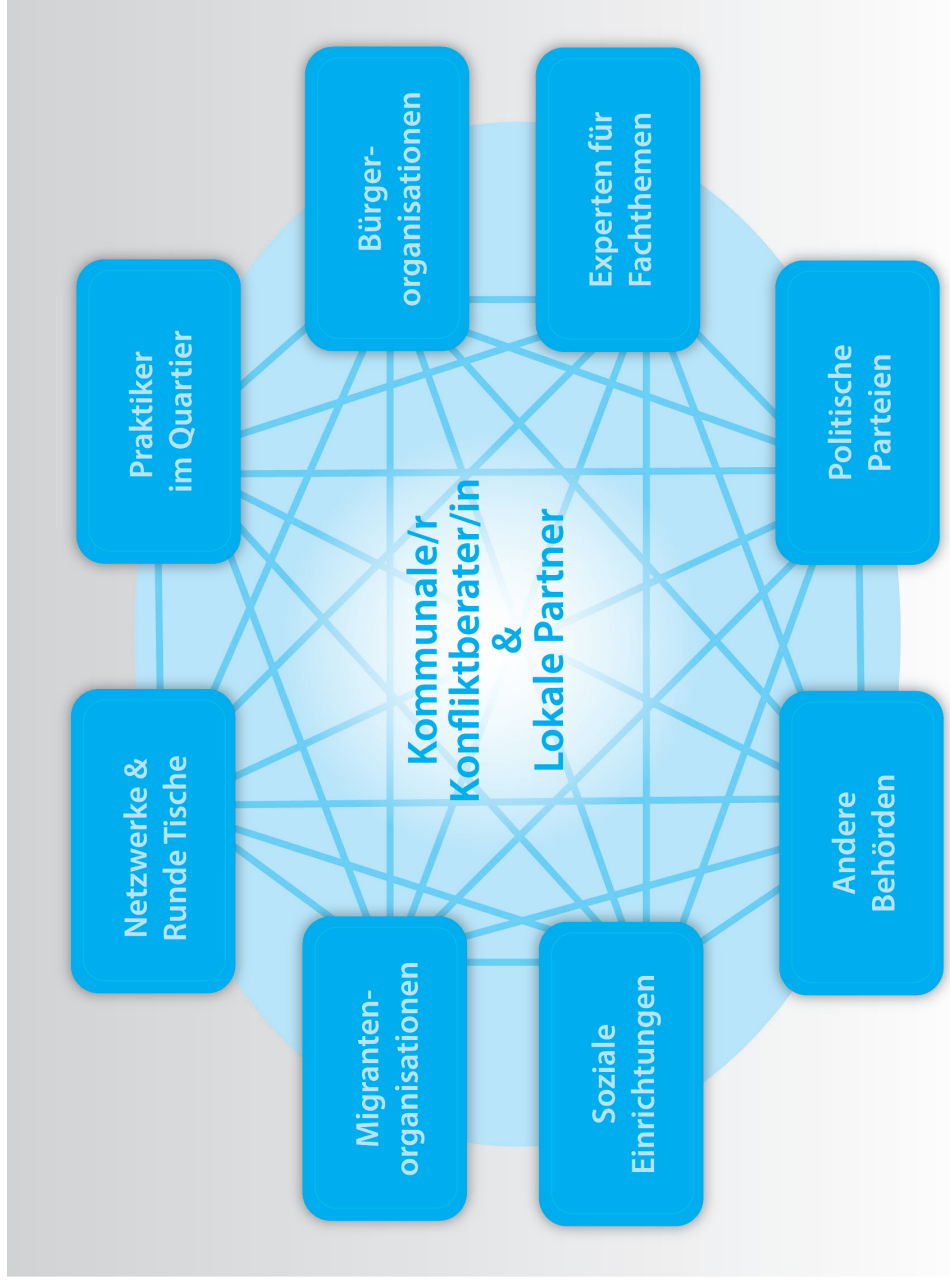 Netzwerke &
Runde Tische
Praktiker
im Quartier
Migranten-
organisationen
Bürger-
organisationen
Kommunale/r
Konfliktberater/in
&
Lokale Partner
Soziale
Einrichtungen
Experten für
Fachthemen
Andere
Behörden
Politische
Parteien